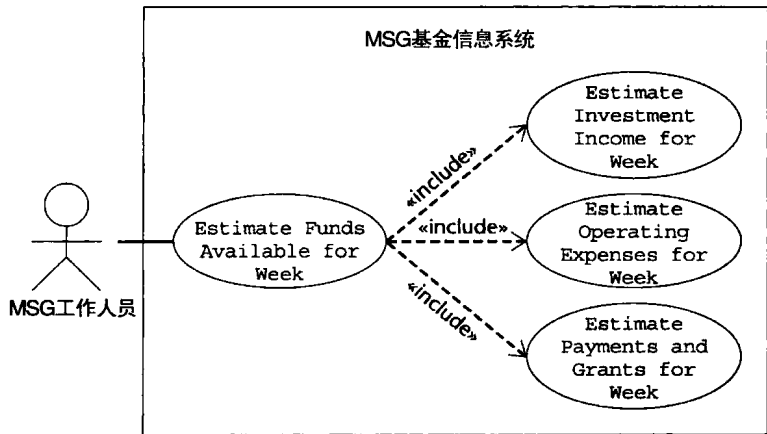 MSG基金信息系统
Estimate
Investment
Income for
Week
«include»
Estimate Funds
Available for
Week
«include»
Estimate
Operating
Expenses for
Week
MSG工作人员
«include»
Estimate
Payments and
Grants for
Week